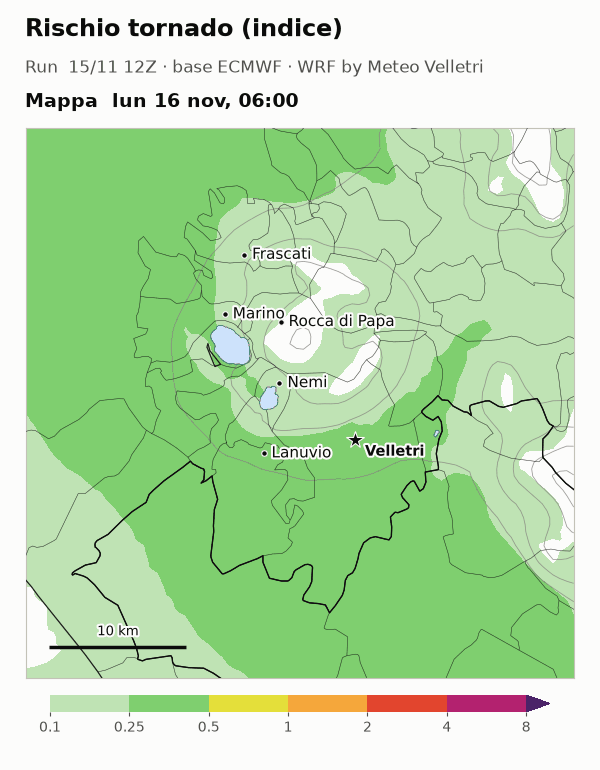 Rischio tornado (indice)
Run  15/11 12Z · base ECMWF · WRF by Meteo Velletri
Mappa  lun 16 nov, 06:00
Frascati
Marino
Rocca di Papa
Nemi
Velletri
Lanuvio
10 km
0.1 0.25 0.5 1 2 4 8